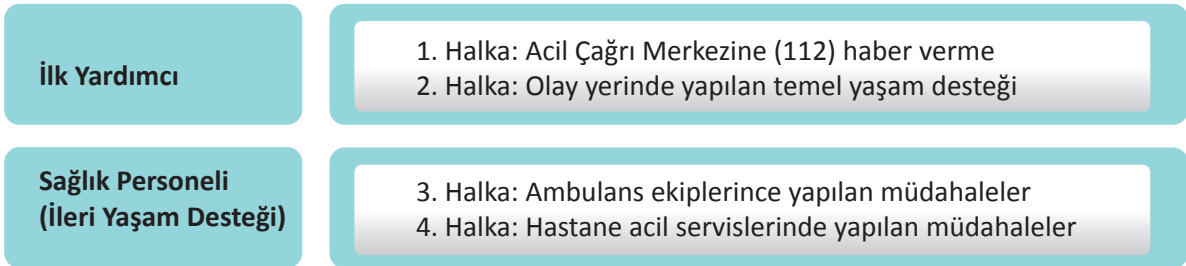 İlk Yardımcı
1. Halka: Acil Çağrı Merkezine (112) haber verme
2. Halka: Olay yerinde yapılan temel yaşam desteği
Sağlık Personeli
(İleri Yaşam Desteği)
3. Halka: Ambulans ekiplerince yapılan müdahaleler
4. Halka: Hastane acil servislerinde yapılan müdahaleler